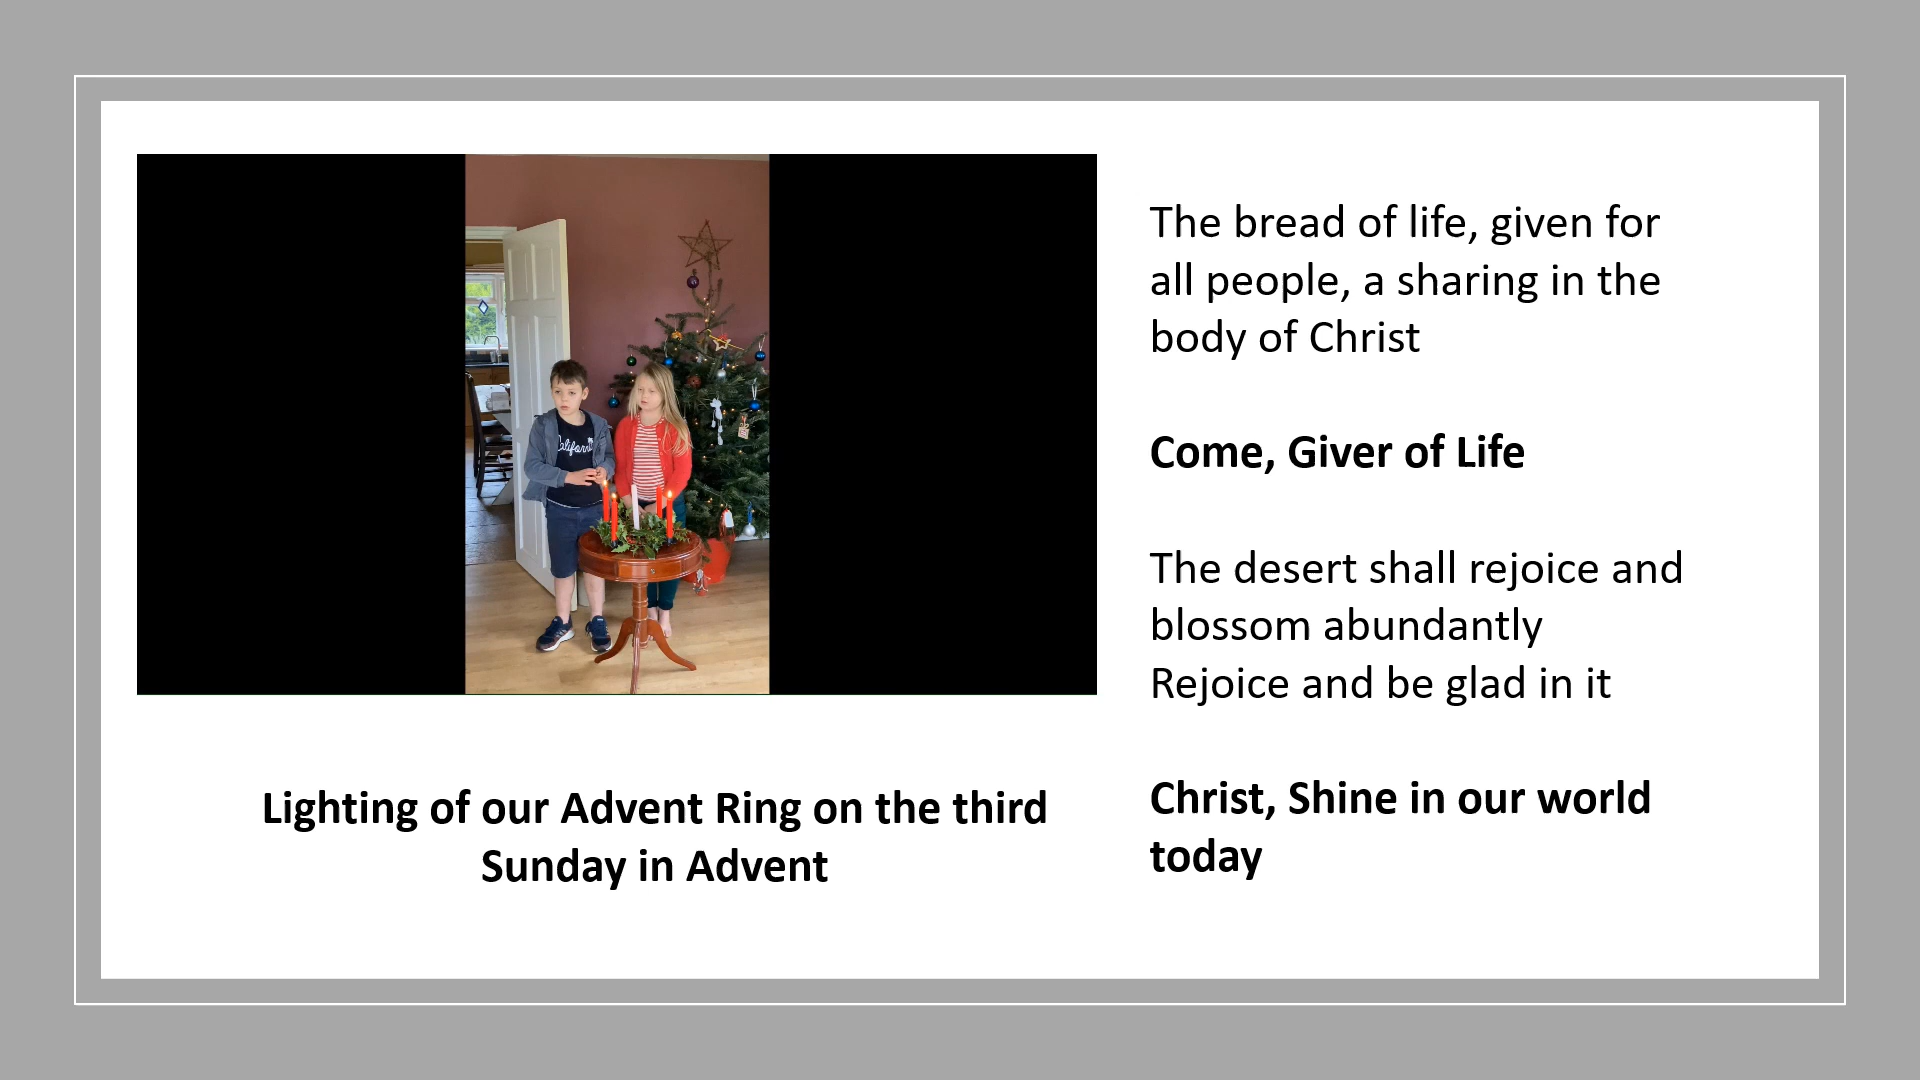 The bread of life, given for
all people, a sharing in the
body of Christ
Come, Giver of Life
The desert shall rejoice and
blossom abundantly
Rejoice and be glad in it
Christ, Shine in our world
today
Lighting of our Advent Ring on the third
Sunday in Advent
California